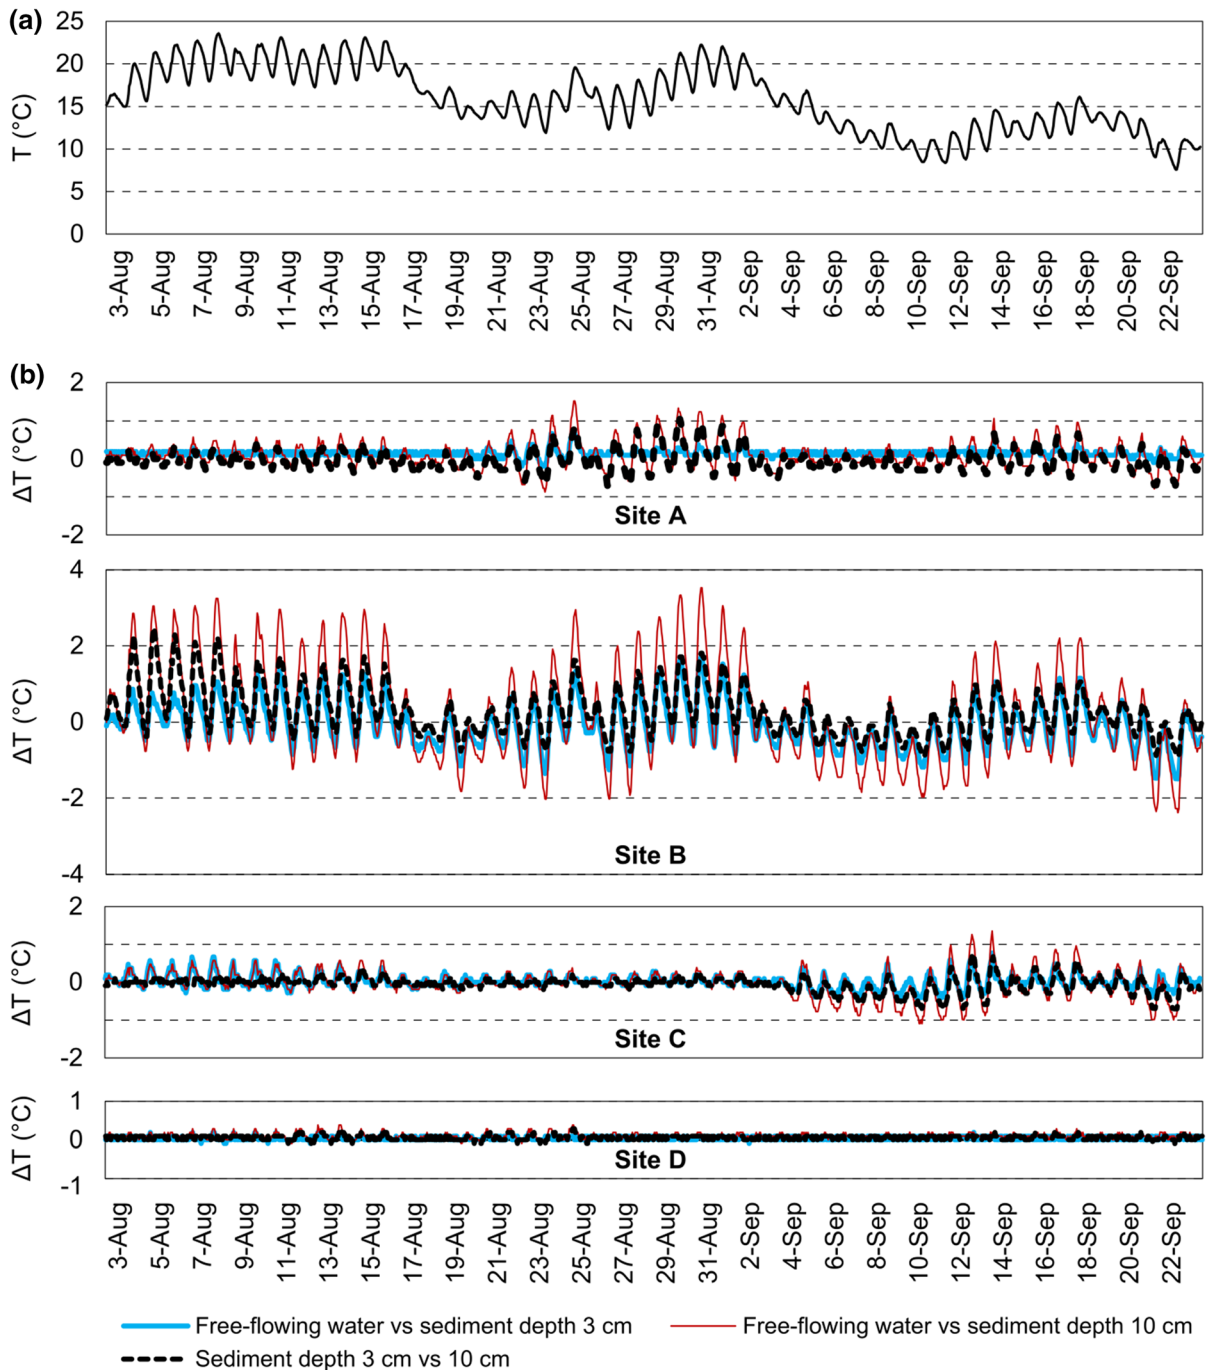 (a)
25
20
15
10
5
0
T (°C)
3-Aug
5-Aug
7-Aug
9-Aug
11-Aug
13-Aug
15-Aug
17-Aug
19-Aug
21-Aug
23-Aug
25-Aug
27-Aug
29-Aug
31-Aug
2-Sep
4-Sep
6-Sep
8-Sep
10-Sep
12-Sep
14-Sep
16-Sep
18-Sep
20-Sep
22-Sep
(b)
2
1
0
-1
-2
ΔT (°C)
Site A
4
2
0
-2
-4
ΔT (°C)
Site B
2
1
0
-1
-2
ΔT (°C)
Site C
1
0
-1
ΔT (°C)
Site D
3-Aug
5-Aug
7-Aug
9-Aug
11-Aug
13-Aug
15-Aug
17-Aug
19-Aug
21-Aug
23-Aug
25-Aug
27-Aug
29-Aug
31-Aug
2-Sep
4-Sep
6-Sep
8-Sep
10-Sep
12-Sep
14-Sep
16-Sep
18-Sep
20-Sep
22-Sep
Free-flowing water vs sediment depth 3 cm
Free-flowing water vs sediment depth 10 cm
Sediment depth 3 cm vs 10 cm